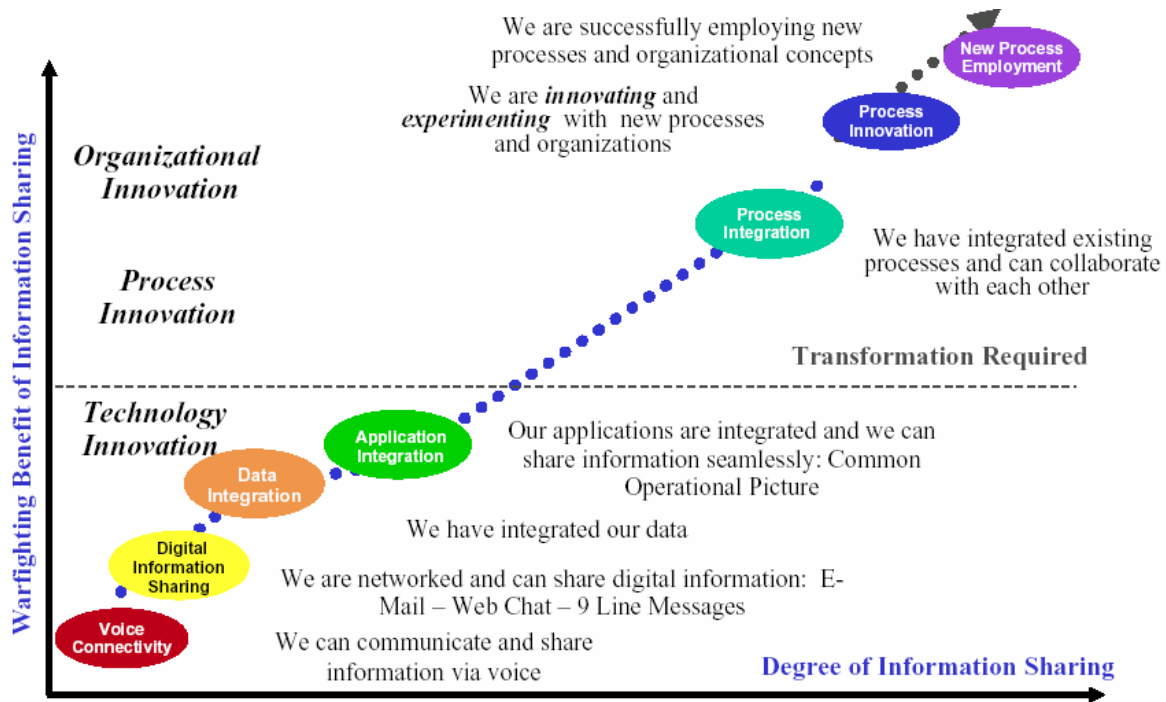 We are successfully employing new
processes and organizational concepts
New Process
Employment
We are innovating and
experimenting with new processes
and organizations
Process
Innovation
Organizational
Innovation
Process
Integration
We have integrated existing
processes and can collaborate
with each other
Process
Innovation
Transformation Required
Warfighting Benefit of Information Sharing
Technology
Innovation
Application
Integration
Our applications are integrated and we can
share information seamlessly: Common
Operational Picture
Data
Integration
We have integrated our data
Digital
Information
Sharing
We are networked and can share digital information: E-
Mail – Web Chat – 9 Line Messages
Voice
Connectivity
We can communicate and share
information via voice
Degree of Information Sharing